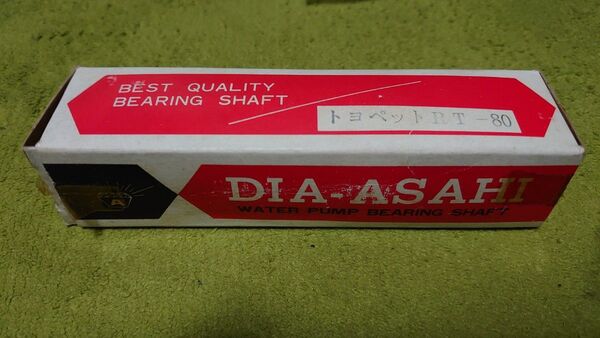 BEST QUALITY
BEARING SHAFT
トヨペットRT-80
A
DIA-ASAHI
WATER PUMP BEARING SHAFT